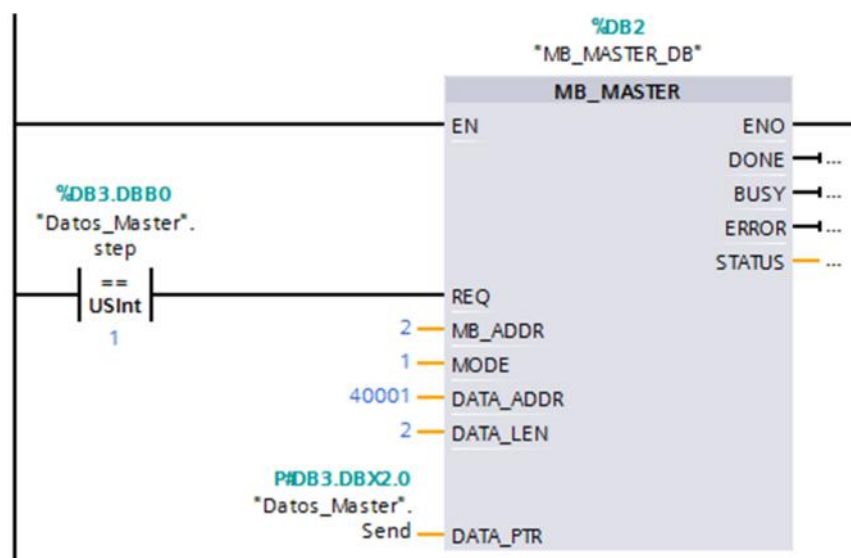 %DB2
"MB_MASTER_DB"
MB_MASTER
EN
ENO
DONE
...
BUSY
...
ERROR
...
STATUS
...
%DB3.DBB0
"Datos_Master".
step
==
USInt
1
REQ
2
MB_ADDR
1
MODE
40001
DATA_ADDR
2
DATA_LEN
P#DB3.DBX2.0
"Datos_Master".
Send
DATA_PTR